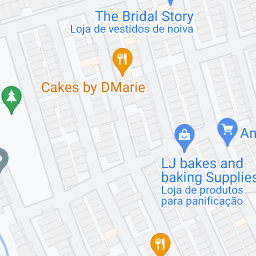 The Bridal Story
Loja de vestidos de noiva
Cakes by DMarie
Am
LJ bakes and
baking Supplies
Loja de produtos
para panificação